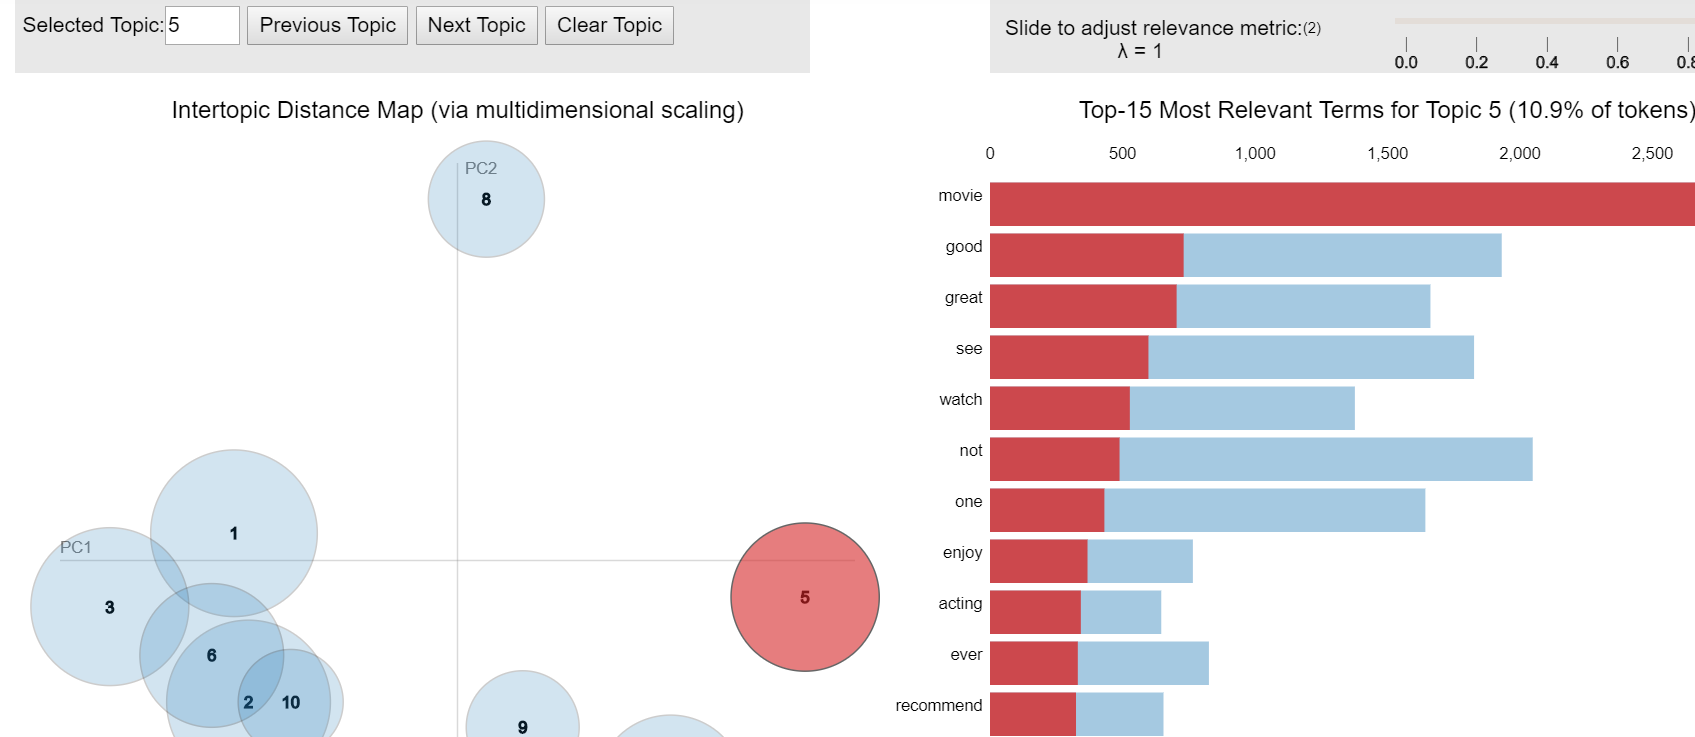 Selected Topic: 5 Previous Topic Next Topic Clear Topic
Slide to adjust relevance metric:(2)
λ = 1
0.0 0.2 0.4 0.6 0.8
Intertopic Distance Map (via multidimensional scaling)
PC2
8
1
PC1
3
5
6
2 10
9
Top-15 Most Relevant Terms for Topic 5 (10.9% of tokens)
0 500 1,000 1,500 2,000 2,500
movie
good
great
see
watch
not
one
enjoy
acting
ever
recommend